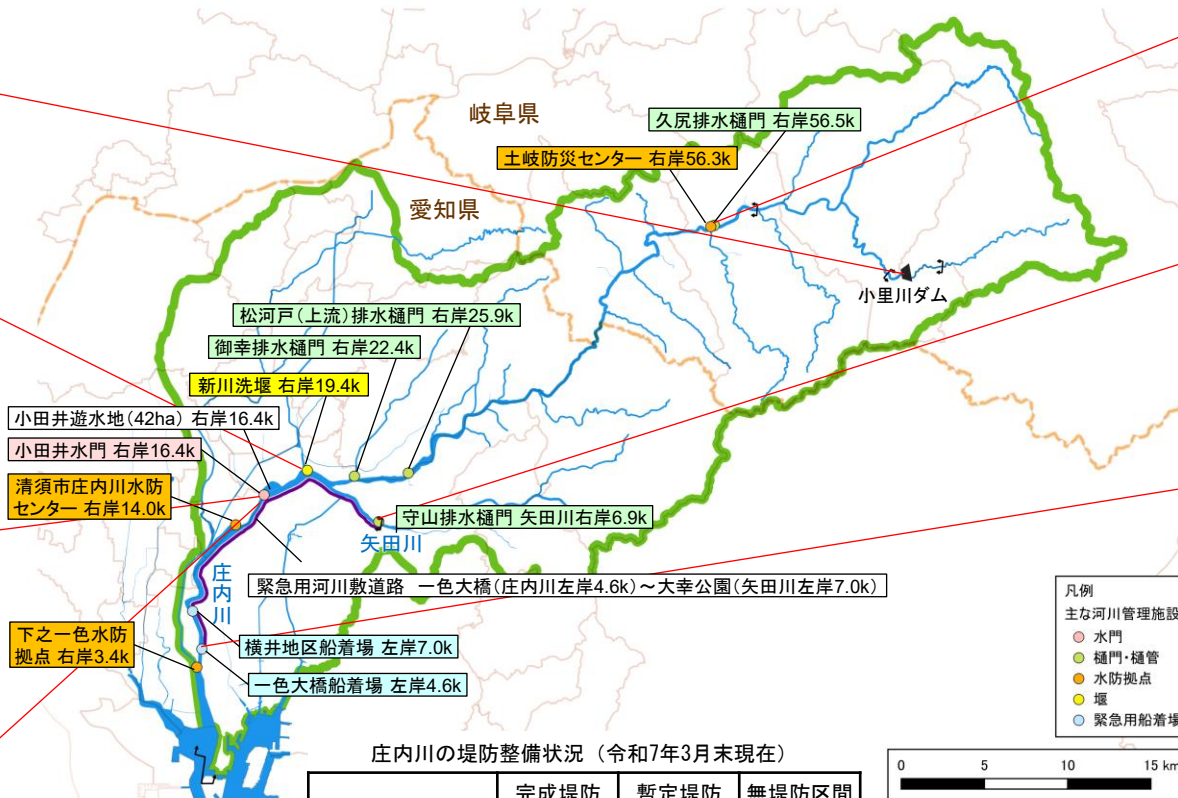 岐阜県
久尻排水樋門 右岸56.5k
土岐防災センター 右岸56.3k
愛知県
小里川ダム
松河戸(上流)排水樋門 右岸25.9k
御幸排水樋門 右岸22.4k
新川洗堰 右岸19.4k
小田井遊水地(42ha) 右岸16.4k
小田井水門 右岸16.4k
清須市庄内川水防
センター 右岸14.0k
守山排水樋門 矢田川右岸6.9k
矢田川
緊急用河川敷道路 一色大橋(庄内川左岸4.6k)～大幸公園(矢田川左岸7.0k)
庄内川
下之一色水防
拠点 右岸3.4k
横井地区船着場 左岸7.0k
一色大橋船着場 左岸4.6k
凡例
主な河川管理施設
水門
樋門・樋管
水防拠点
堰
緊急用船着場
0 5 10 15 km
庄内川の堤防整備状況（令和7年3月末現在）
完成堤防 暫定堤防 無堤防区間